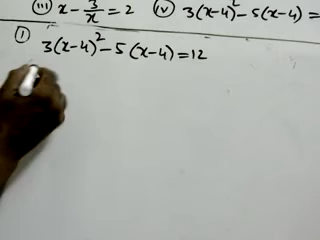 (iii) x - 3/x = 2 (iv) 3(x-4)² - 5(x-4) =
(i) 3(x-4)² - 5(x-4) = 12